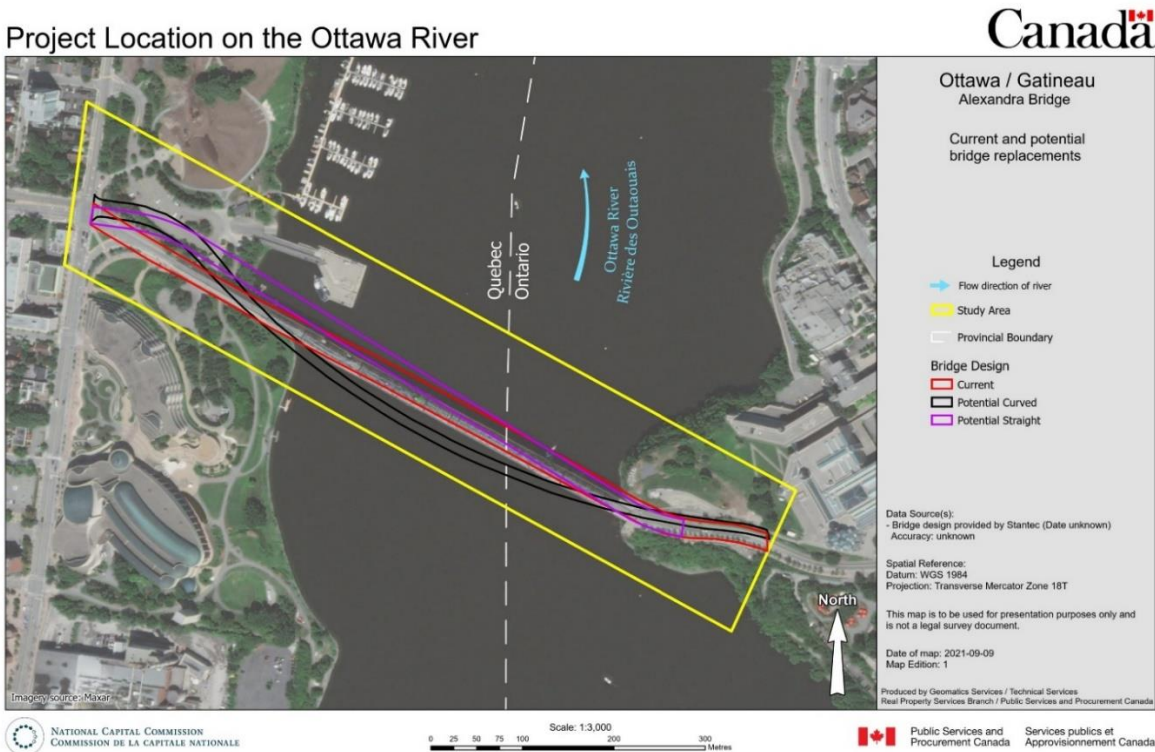 Project Location on the Ottawa River
Canada
Ottawa / Gatineau
Alexandra Bridge
Current and potential
bridge replacements
Quebec
Ontario
Ottawa River
Rivière des Outaouais
Legend
Flow direction of river
Study Area
Provincial Boundary
Bridge Design
Current
Potential Curved
Potential Straight
Data Source(s):
- Bridge design provided by Stantec (Date unknown)
Accuracy: unknown
Spatial Reference:
Datum: WGS 1984
Projection: Transverse Mercator Zone 18T
North
This map is to be used for presentation purposes only and
is not a legal survey document.
Date of map: 2021-09-09
Map Edition: 1
Produced by Geomatics Services / Technical Services
Real Property Services Branch / Public Services and Procurement Canada
Imagery source: Maxar
NATIONAL CAPITAL COMMISSION
COMMISSION DE LA CAPITALE NATIONALE
Scale: 1:3,000
0 25 50 100 200 300
Metres
Public Services and
Procurement Canada
Services publics et
Approvisionnement Canada